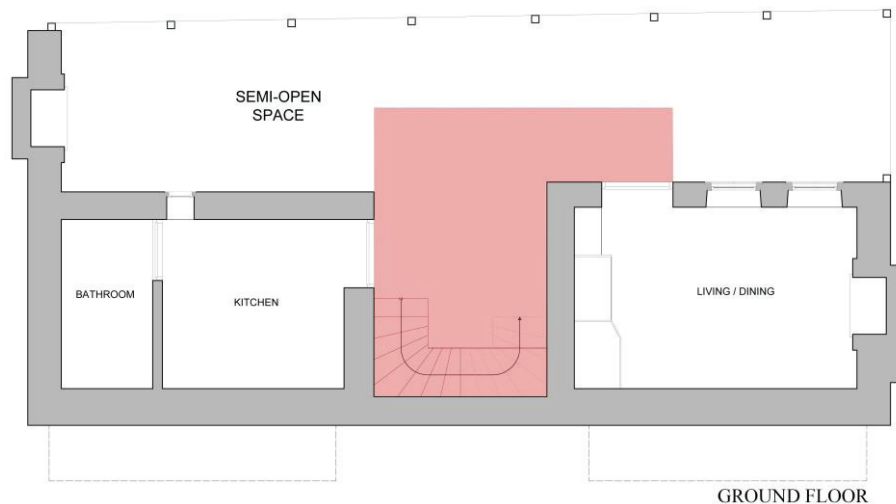 SEMI-OPEN
SPACE
BATHROOM
KITCHEN
LIVING / DINING
GROUND FLOOR